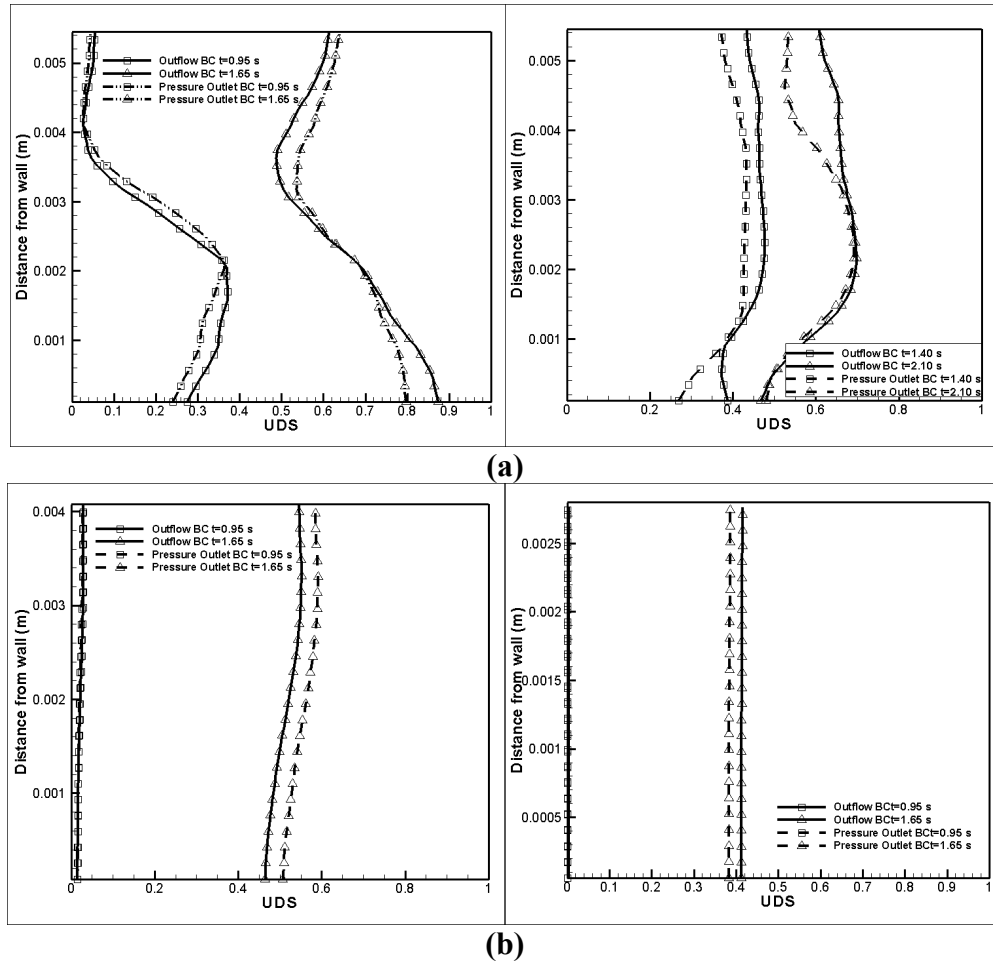 0.005
0.004
0.003
0.002
0.001
Distance from wall (m)
Outflow BC t=0.95 s
Outflow BC t=1.65 s
Pressure Outlet BC t=0.95 s
Pressure Outlet BC t=1.65 s
0 0.1 0.2 0.3 0.4 0.5 0.6 0.7 0.8 0.9 1
UDS
0.005
0.004
0.003
0.002
0.001
Distance from wall (m)
Outflow BC t=1.40 s
Outflow BC t=2.10 s
Pressure Outlet BC t=1.40 s
Pressure Outlet BC t=2.10 s
0.2 0.4 0.6 0.8 1
UDS
(a)
0.004
0.003
0.002
0.001
Distance from wall (m)
Outflow BC t=0.95 s
Outflow BC t=1.65 s
Pressure Outlet BC t=0.95 s
Pressure Outlet BC t=1.65 s
0 0.2 0.4 0.6 0.8 1
UDS
0.0025
0.002
0.0015
0.001
0.0005
Distance from wall (m)
Outflow BCt=0.95 s
Outflow BCt=1.65 s
Pressure Outlet BCt=0.95 s
Pressure Outlet BCt=1.65 s
0 0.1 0.2 0.3 0.4 0.5 0.6 0.7 0.8 0.9 1
UDS
(b)